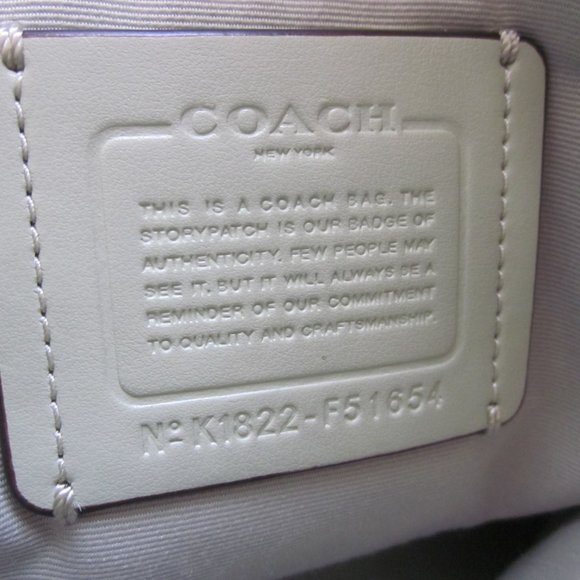 COACH
NEW YORK
THIS IS A COACH BAG. THE
STORYPATCH IS OUR BADGE OF
AUTHENTICITY. FEW PEOPLE MAY
SEE IT. BUT IT WILL ALWAYS BE A
REMINDER OF OUR COMMITMENT
TO QUALITY AND CRAFTSMANSHIP.
Nº K1822-F51654